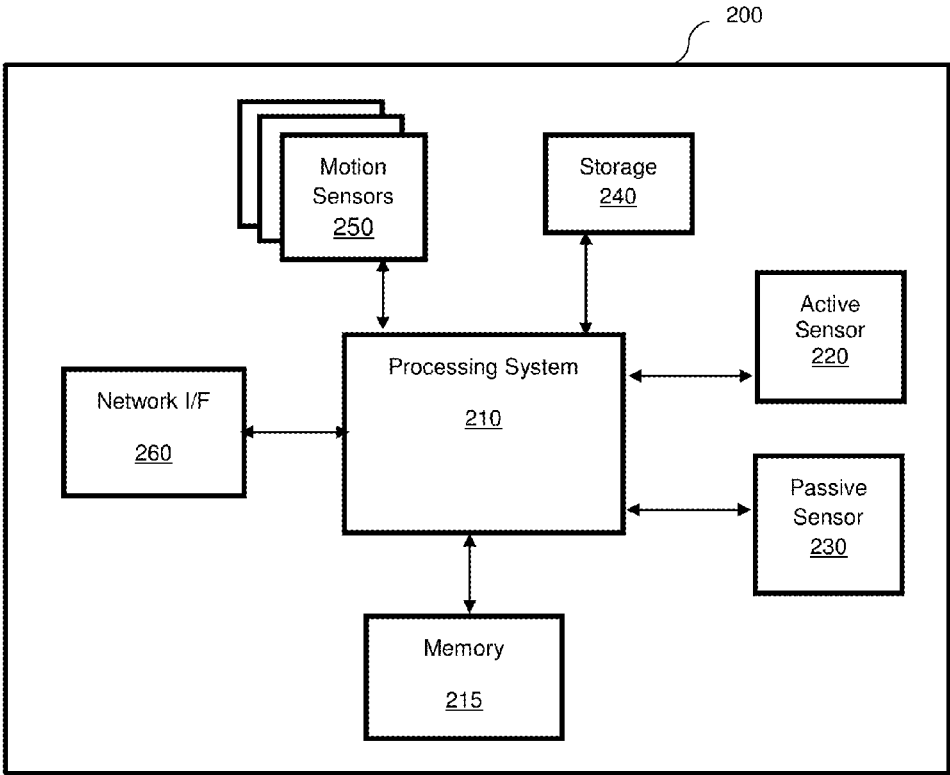 200
Motion
Sensors
250
Storage
240
Active
Sensor
220
Processing System
210
Network I/F
260
Passive
Sensor
230
Memory
215